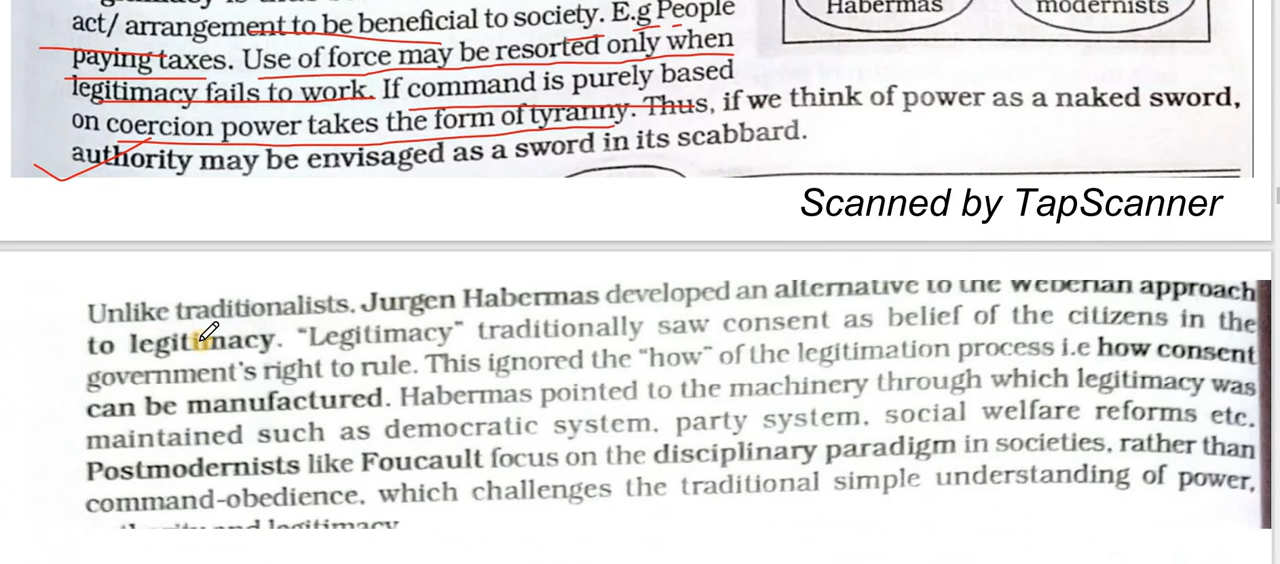 act/ arrangement to be beneficial to society. E.g People
paying taxes. Use of force may be resorted only when
legitimacy fails to work. If command is purely based
on coercion power takes the form of tyranny. Thus, if we think of power as a naked sword,
authority may be envisaged as a sword in its scabbard.
Habermas
modernists
Scanned by TapScanner
Unlike traditionalists, Jurgen Habermas developed an alternative to the weberian approach
to legitimacy. "Legitimacy" traditionally saw consent as belief of the citizens in the
government's right to rule. This ignored the "how" of the legitimation process i.e how consent
can be manufactured. Habermas pointed to the machinery through which legitimacy was
maintained such as democratic system, party system, social welfare reforms etc.
Postmodernists like Foucault focus on the disciplinary paradigm in societies, rather than
command-obedience, which challenges the traditional simple understanding of power,
and legitimacy